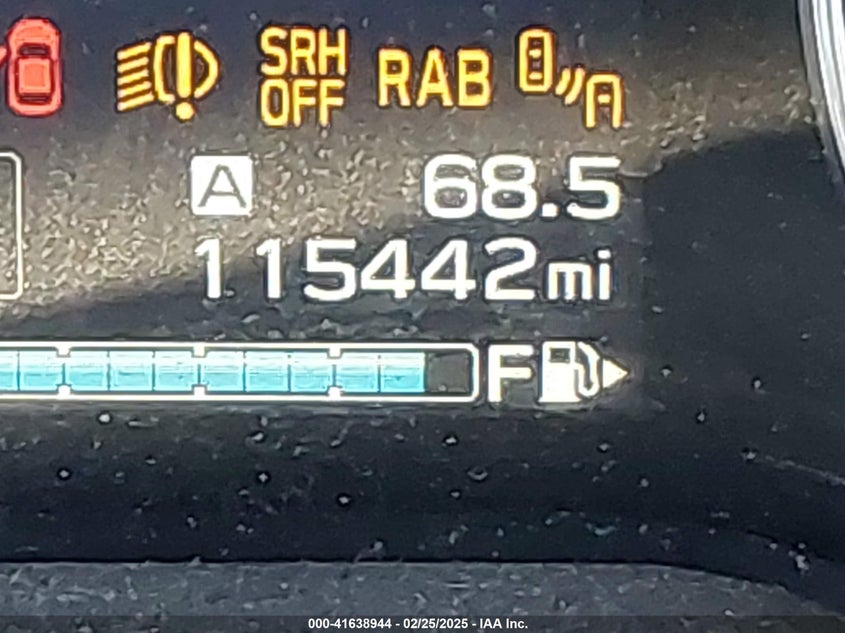 SRH
OFF
RAB
A
A 68.5
115442mi
F
000-41638944 - 02/25/2025 - IAA Inc.